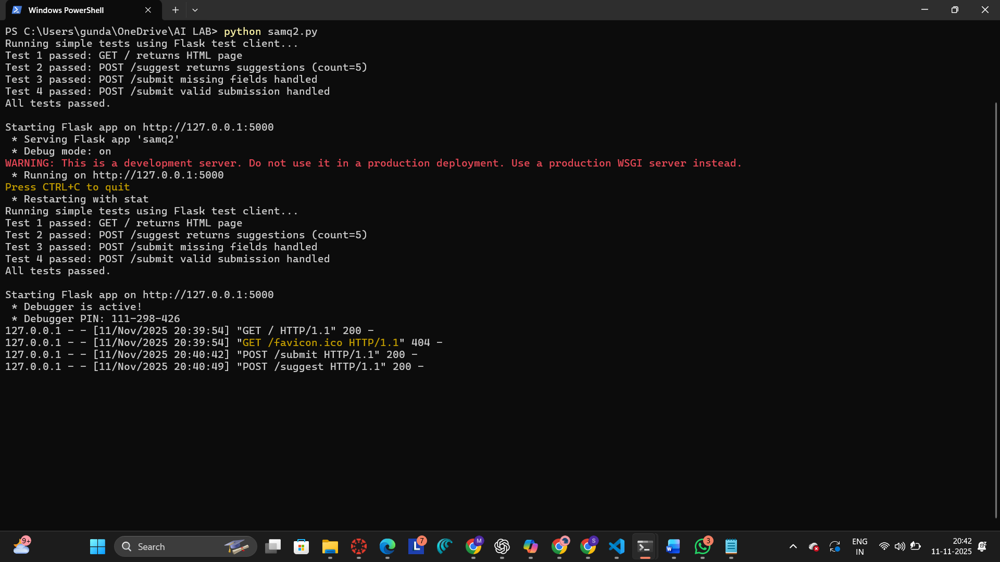 Windows PowerShell
PS C:\Users\gunda\OneDrive\AI LAB> python samq2.py
Running simple tests using Flask test client...
Test 1 passed: GET / returns HTML page
Test 2 passed: POST /suggest returns suggestions (count=5)
Test 3 passed: POST /submit missing fields handled
Test 4 passed: POST /submit valid submission handled
All tests passed.
Starting Flask app on http://127.0.0.1:5000
* Serving Flask app 'samq2'
* Debug mode: on
WARNING: This is a development server. Do not use it in a production deployment. Use a production WSGI server instead.
* Running on http://127.0.0.1:5000
Press CTRL+C to quit
* Restarting with stat
Running simple tests using Flask test client...
Test 1 passed: GET / returns HTML page
Test 2 passed: POST /suggest returns suggestions (count=5)
Test 3 passed: POST /submit missing fields handled
Test 4 passed: POST /submit valid submission handled
All tests passed.
Starting Flask app on http://127.0.0.1:5000
* Debugger is active!
* Debugger PIN: 111-298-426
127.0.0.1 - - [11/Nov/2025 20:39:54] "GET / HTTP/1.1" 200 -
127.0.0.1 - - [11/Nov/2025 20:39:54] "GET /favicon.ico HTTP/1.1" 404 -
127.0.0.1 - - [11/Nov/2025 20:40:42] "POST /submit HTTP/1.1" 200 -
127.0.0.1 - - [11/Nov/2025 20:40:49] "POST /suggest HTTP/1.1" 200 -
9+
Search
7
L
M
S
W
3
ENG
IN
20:42
11-11-2025